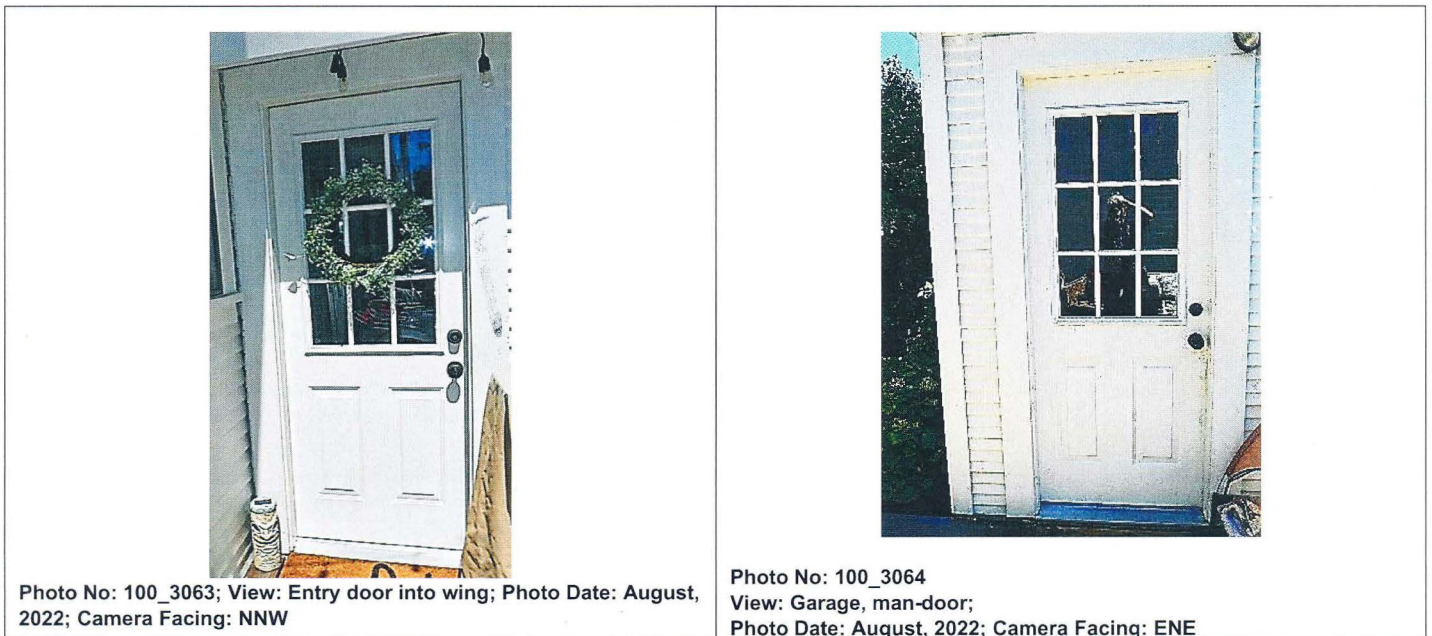 Photo No: 100_3063; View: Entry door into wing; Photo Date: August,
2022; Camera Facing: NNW
Photo No: 100_3064
View: Garage, man-door;
Photo Date: August, 2022; Camera Facing: ENE